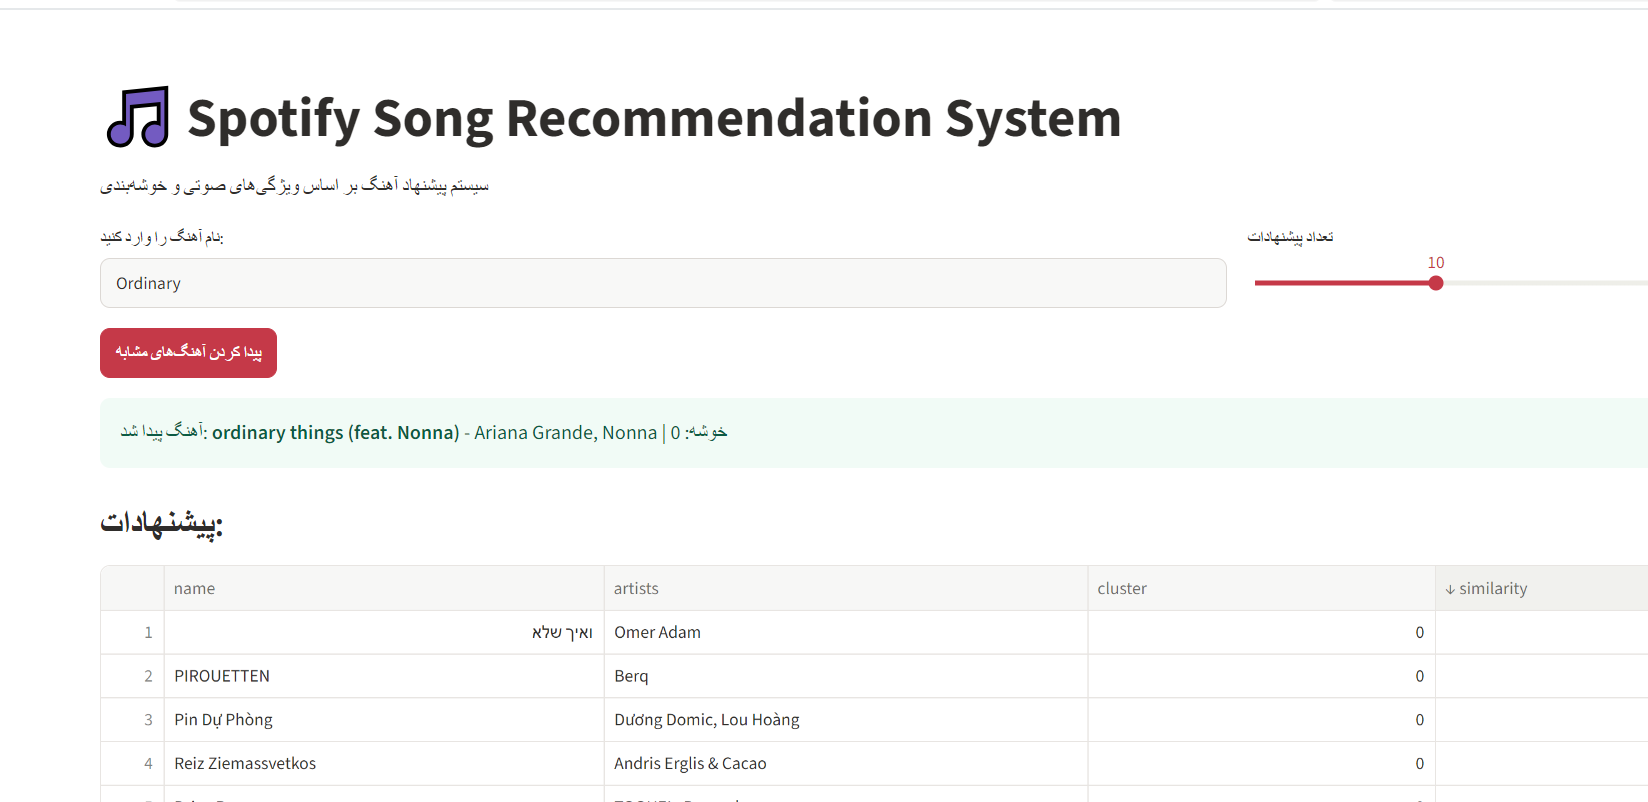 Spotify Song Recommendation System
سیستم پیشنهاد آهنگ بر اساس ویژگی‌های صوتی و خوشه‌بندی
نام آهنگ را وارد کنید:
تعداد پیشنهادات
Ordinary
10
پیدا کردن آهنگ‌های مشابه
آهنگ پیدا شد: ordinary things (feat. Nonna) - Ariana Grande, Nonna | خوشه: 0
پیشنهادات:
name artists cluster ↓ similarity
1 ואיך שלא Omer Adam 0
2 PIROUETTEN Berq 0
3 Pin Dự Phòng Dương Domic, Lou Hoàng 0
4 Reiz Ziemassvetkos Andris Erglis & Cacao 0